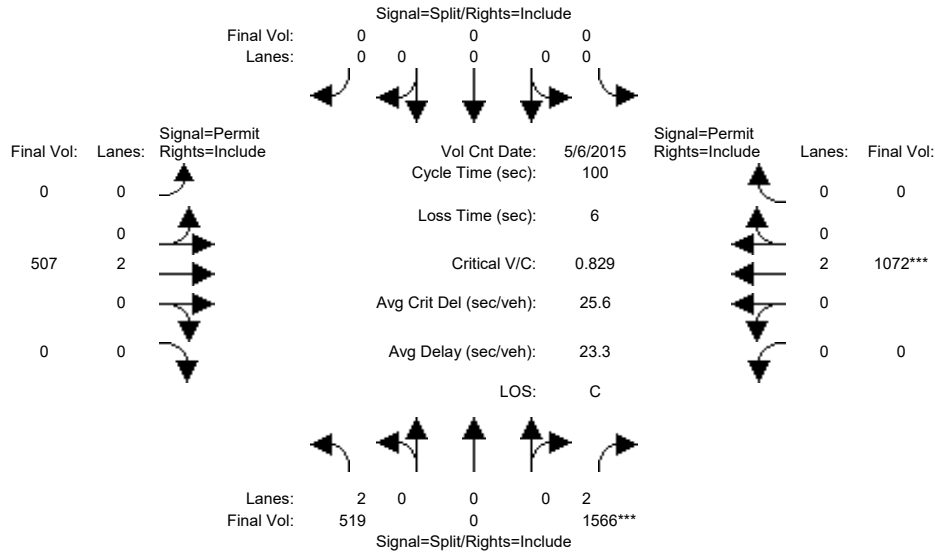 Signal=Split/Rights=Include
Final Vol: 0 0 0
Lanes: 0 0 0 0 0
Signal=Permit
Final Vol: Lanes: Rights=Include
Vol Cnt Date: 5/6/2015
Signal=Permit
Rights=Include Lanes: Final Vol:
Cycle Time (sec): 100
0 0
0 0
Loss Time (sec): 6
0
0
507 2
Critical V/C: 0.829
2 1072***
0
Avg Crit Del (sec/veh): 25.6
0
0 0
Avg Delay (sec/veh): 23.3
0 0
LOS: C
Lanes: 2 0 0 0 2
Final Vol: 519 0 1566***
Signal=Split/Rights=Include